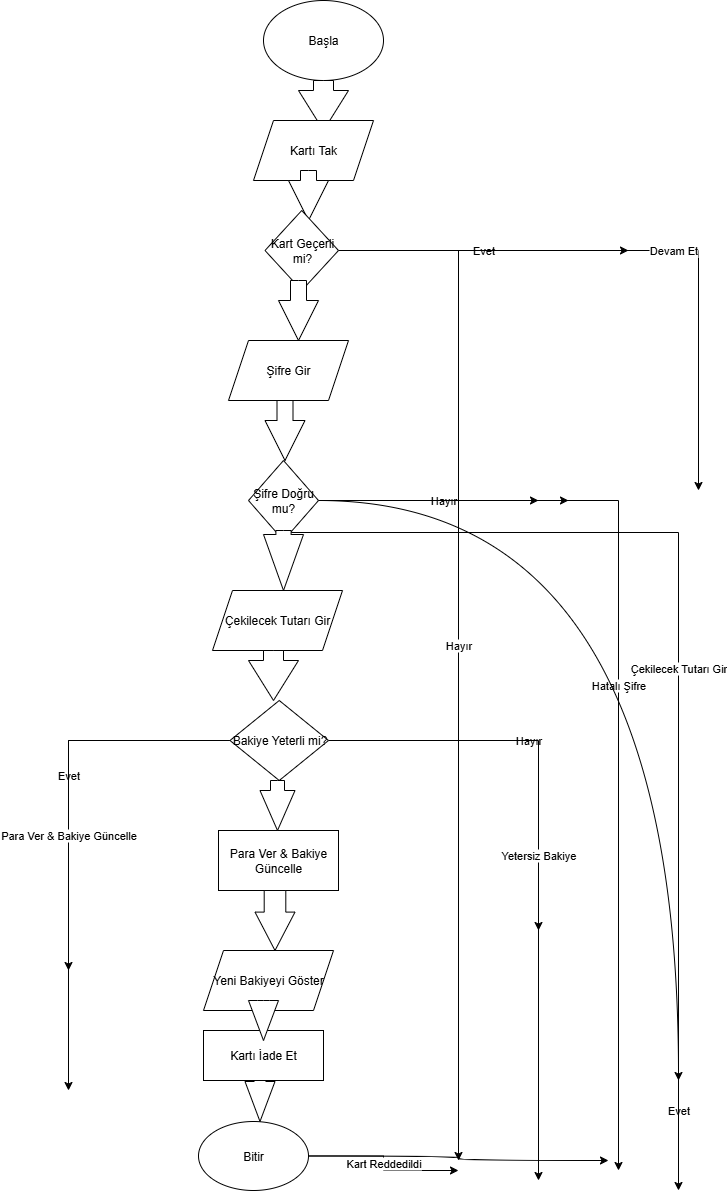 Başla
Kartı Tak
Kart Geçerli
mi?
Evet
Devam Et
Şifre Gir
Şifre Doğru
mu?
Hayır
Çekilecek Tutarı Gir
Hayır
Çekilecek Tutarı Gir
Hatalı Şifre
Bakiye Yeterli mi?
Hayır
Evet
Para Ver & Bakiye Güncelle
Para Ver & Bakiye
Güncelle
Yetersiz Bakiye
Yeni Bakiyeyi Göster
Kartı İade Et
Evet
Bitir
Kart Reddedildi